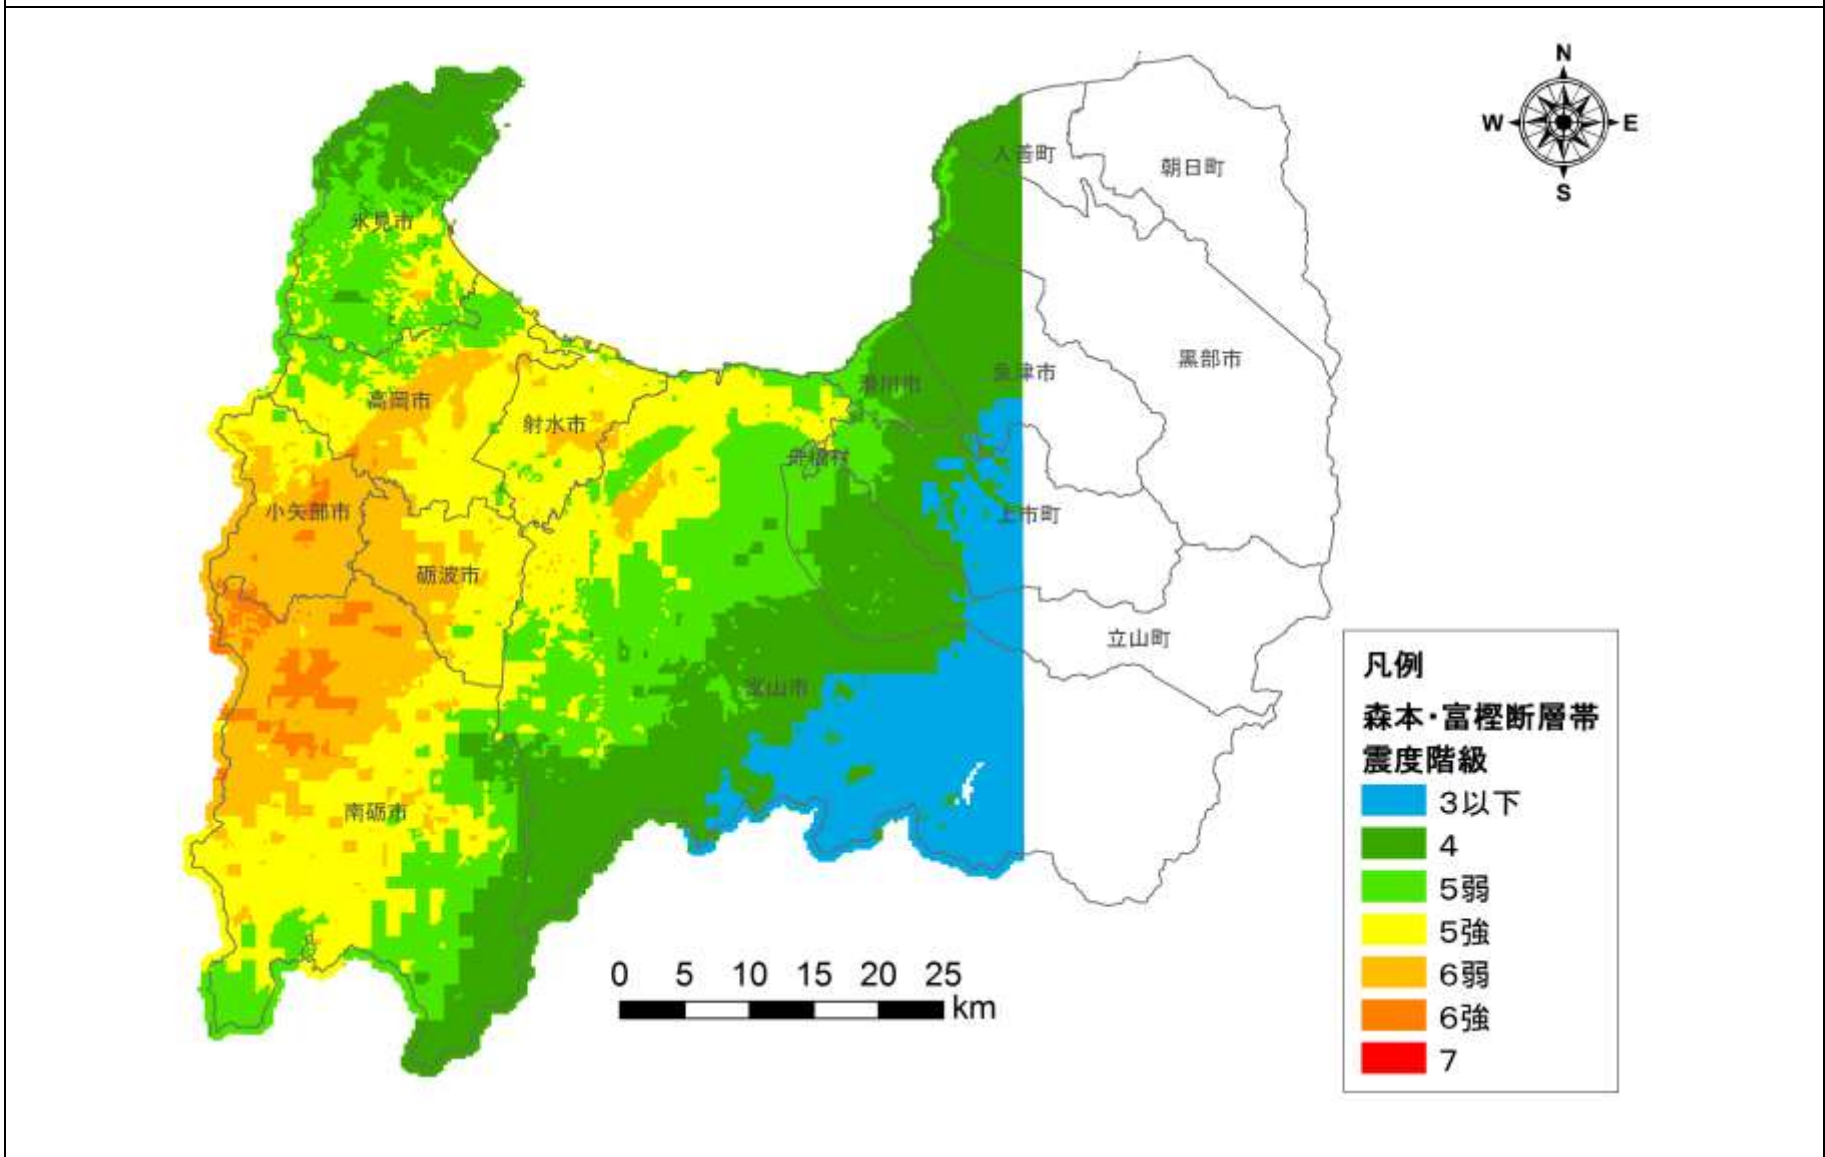 N
W
E
S
入善町
朝日町
氷見市
黒部市
魚津市
滑川市
高岡市
射水市
舟橋村
小矢部市
上市町
砺波市
立山町
富山市
南砺市
凡例
森本・富樫断層帯
震度階級
3以下
4
5弱
5強
6弱
6強
7
0 5 10 15 20 25
km